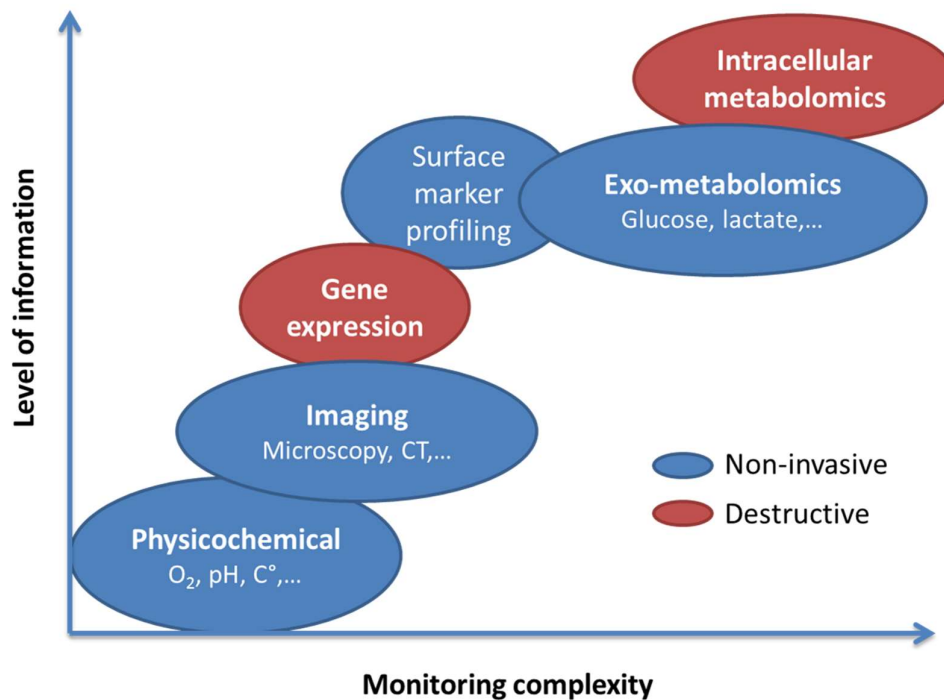 Intracellular
metabolomics
Surface
marker
profiling
Exo-metabolomics
Glucose, lactate,...
Gene
expression
Imaging
Microscopy, CT,...
Physicochemical
O₂, pH, C°,...
Level of information
Non-invasive
Destructive
Monitoring complexity